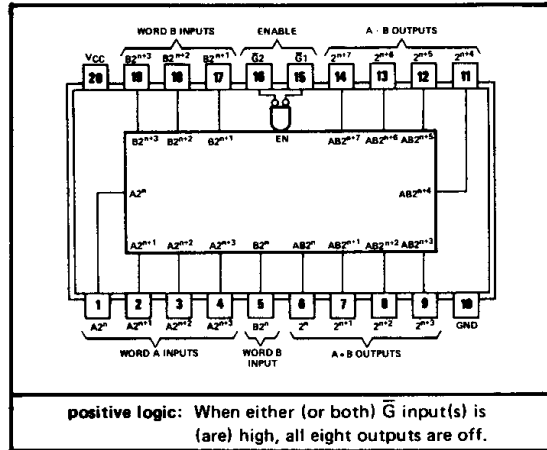 WORD B INPUTS ENABLE A · B OUTPUTS
VCC B2ⁿ⁺³ B2ⁿ⁺² B2ⁿ⁺¹ G̅2 G̅1 2ⁿ⁺⁷ 2ⁿ⁺⁶ 2ⁿ⁺⁵ 2ⁿ⁺⁴
20 19 18 17 16 15 14 13 12 11
EN
B2ⁿ⁺³ B2ⁿ⁺² B2ⁿ⁺¹ AB2ⁿ⁺⁷ AB2ⁿ⁺⁶ AB2ⁿ⁺⁵
A2ⁿ AB2ⁿ⁺⁴
A2ⁿ⁺¹ A2ⁿ⁺² A2ⁿ⁺³ B2ⁿ AB2ⁿ AB2ⁿ⁺¹ AB2ⁿ⁺² AB2ⁿ⁺³
1 2 3 4 5 6 7 8 9 10
A2ⁿ A2ⁿ⁺¹ A2ⁿ⁺² A2ⁿ⁺³ B2ⁿ 2ⁿ 2ⁿ⁺¹ 2ⁿ⁺² 2ⁿ⁺³ GND
WORD A INPUTS WORD B A•B OUTPUTS
INPUT
positive logic: When either (or both) G̅ input(s) is
(are) high, all eight outputs are off.